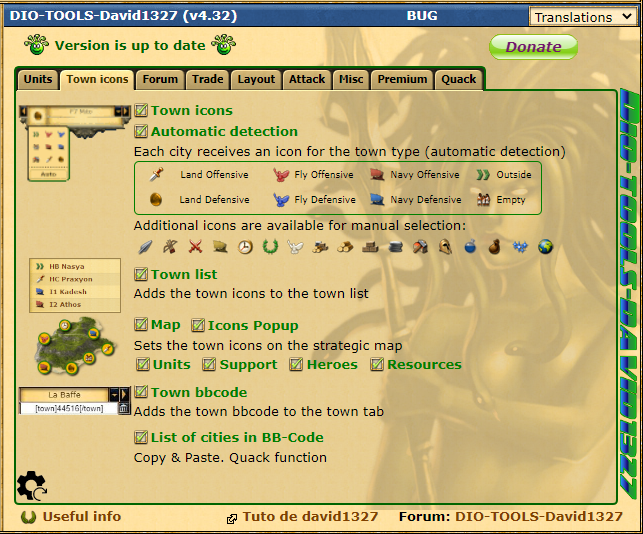 DIO-TOOLS-David1327 (v4.32) BUG Translations
Version is up to date Donate
Units Town icons Forum Trade Layout Attack Misc Premium Quack
Town icons
Automatic detection
Each city receives an icon for the town type (automatic detection)
Land Offensive Fly Offensive Navy Offensive Outside
Land Defensive Fly Defensive Navy Defensive Empty
Additional icons are available for manual selection:
Auto
HB Nasya
HC Praxyon
I1 Kadesh
I2 Athos
Town list
Adds the town icons to the town list
Map Icons Popup
Sets the town icons on the strategic map
Units Support Heroes Resources
La Baffe
[town]44516[/town]
Town bbcode
Adds the town bbcode to the town tab
List of cities in BB-Code
Copy & Paste. Quack function
DIO-TOOLS-DAVID1327
Useful info Tuto de david1327 Forum: DIO-TOOLS-David1327